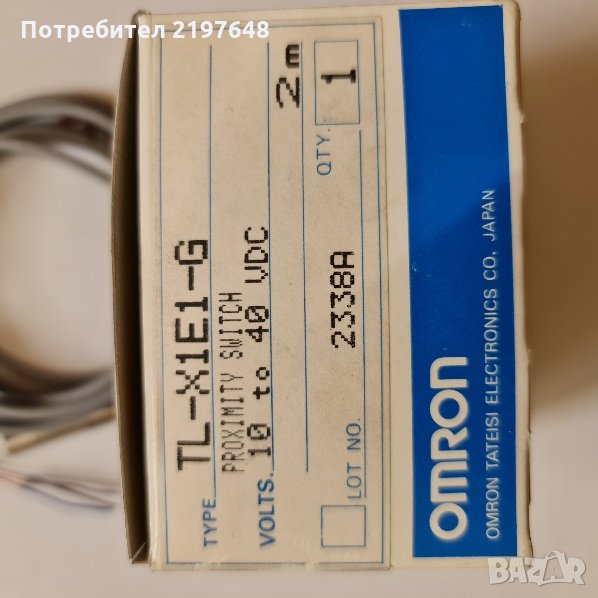 Потребител 2197648
TYPE TL-X1E1-G
PROXIMITY SWITCH
VOLTS. 10 to 40 VDC 2m
LOT NO. 2338A QTY. 1
OMRON
OMRON TATEISI ELECTRONICS CO. JAPAN
BAZAR